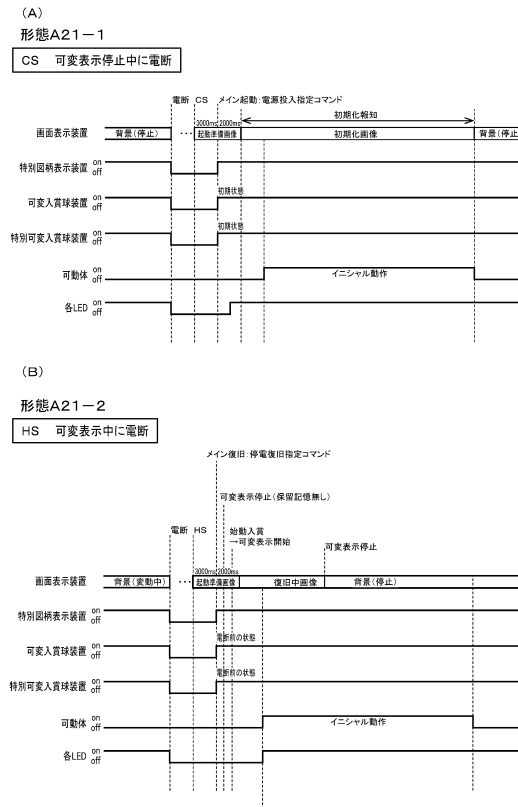 （A）
形態A21－1
CS　可変表示停止中に電断
電断　CS　メイン起動：電源投入指定コマンド
初期化報知
3000ms 2000ms
画面表示装置　背景（停止）　・・・　起動準備画像　初期化画像　背景（停止
特別図柄表示装置　on
off
初期状態
可変入賞球装置　on
off
初期状態
特別可変入賞球装置　on
off
可動体　on
off
イニシャル動作
各LED　on
off
（B）
形態A21－2
HS　可変表示中に電断
メイン復旧：停電復旧指定コマンド
可変表示停止（保留記憶無し）
電断　HS　始動入賞
→可変表示開始
可変表示停止
3000ms 2000ms
画面表示装置　背景（変動中）　・・・　起動準備画像　復旧中画像　背景（停止）
特別図柄表示装置　on
off
電断前の状態
可変入賞球装置　on
off
電断前の状態
特別可変入賞球装置　on
off
可動体　on
off
イニシャル動作
各LED　on
off